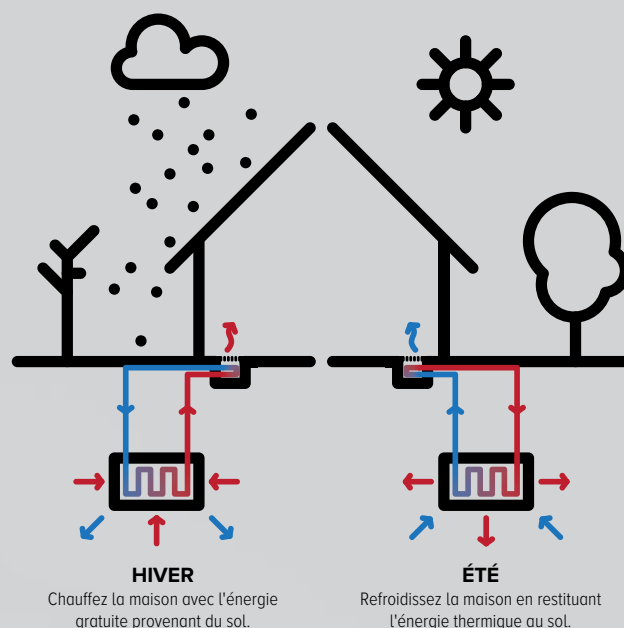 HIVER
Chauffez la maison avec l'énergie
gratuite provenant du sol.
ÉTÉ
Refroidissez la maison en restituant
l'énergie thermique au sol.